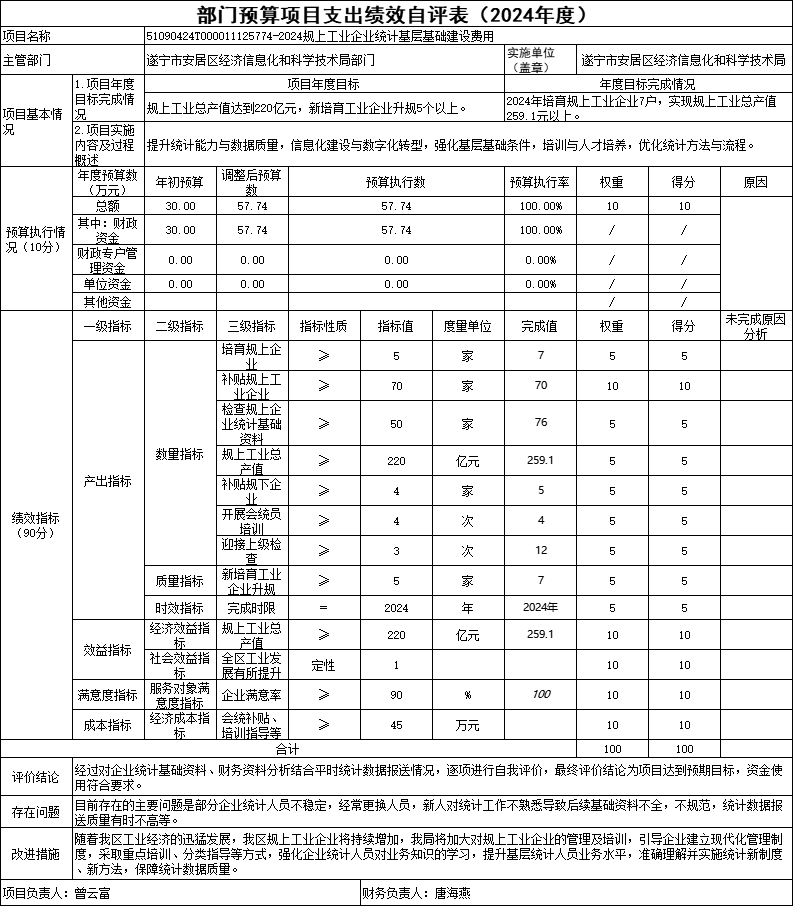 部门预算项目支出绩效自评表（2024年度）
项目名称 51090424T000011125774-2024规上工业企业统计基层基础建设费用
主管部门 遂宁市安居区经济信息化和科学技术局部门 实施单位（盖章） 遂宁市安居区经济信息化和科学技术局
项目基本情况 1.项目年度目标完成情况 项目年度目标 年度目标完成情况
规上工业总产值达到220亿元，新培育工业企业升规5个以上。 2024年培育规上工业企业7户，实现规上工业总产值259.1元以上。
2.项目实施内容及过程概述 提升统计能力与数据质量，信息化建设与数字化转型，强化基层基础条件，培训与人才培养，优化统计方法与流程。
预算执行情况（10分） 年度预算数（万元） 年初预算 调整后预算数 预算执行数 预算执行率 权重 得分 原因
总额 30.00 57.74 57.74 100.00% 10 10
其中：财政资金 30.00 57.74 57.74 100.00% / /
财政专户管理资金 0.00 0.00 0.00 0.00% / /
单位资金 0.00 0.00 0.00 0.00% / /
其他资金 / /
绩效指标（90分） 一级指标 二级指标 三级指标 指标性质 指标值 度量单位 完成值 权重 得分 未完成原因分析
产出指标 数量指标 培育规上企业 ≥ 5 家 7 5 5
补贴规上工业企业 ≥ 70 家 70 10 10
检查规上企业统计基础资料 ≥ 50 家 76 5 5
规上工业总产值 ≥ 220 亿元 259.1 5 5
补贴规下企业 ≥ 4 家 5 5 5
开展会统员培训 ≥ 4 次 4 5 5
迎接上级检查 ≥ 3 次 12 5 5
质量指标 新培育工业企业升规 ≥ 5 家 7 5 5
时效指标 完成时限 = 2024 年 2024年 5 5
效益指标 经济效益指标 规上工业总产值 ≥ 220 亿元 259.1 10 10
社会效益指标 全区工业发展有所提升 定性 1 10 10
满意度指标 服务对象满意度指标 企业满意率 ≥ 90 % 100 10 10
成本指标 经济成本指标 会统补贴、培训指导等 ≥ 45 万元 10 10
合计 100 100
评价结论 经过对企业统计基础资料、财务资料分析结合平时统计数据报送情况，逐项进行自我评价，最终评价结论为项目达到预期目标，资金使用符合要求。
存在问题 目前存在的主要问题是部分企业统计人员不稳定，经常更换人员，新人对统计工作不熟悉导致后续基础资料不全，不规范，统计数据报送质量有时不高等。
改进措施 随着我区工业经济的迅猛发展，我区规上工业企业将持续增加，我局将加大对规上工业企业的管理及培训，引导企业建立现代化管理制度，采取重点培训、分类指导等方式，强化企业统计人员对业务知识的学习，提升基层统计人员业务水平，准确理解并实施统计新制度、新方法，保障统计数据质量。
项目负责人：曾云富 财务负责人：唐海燕